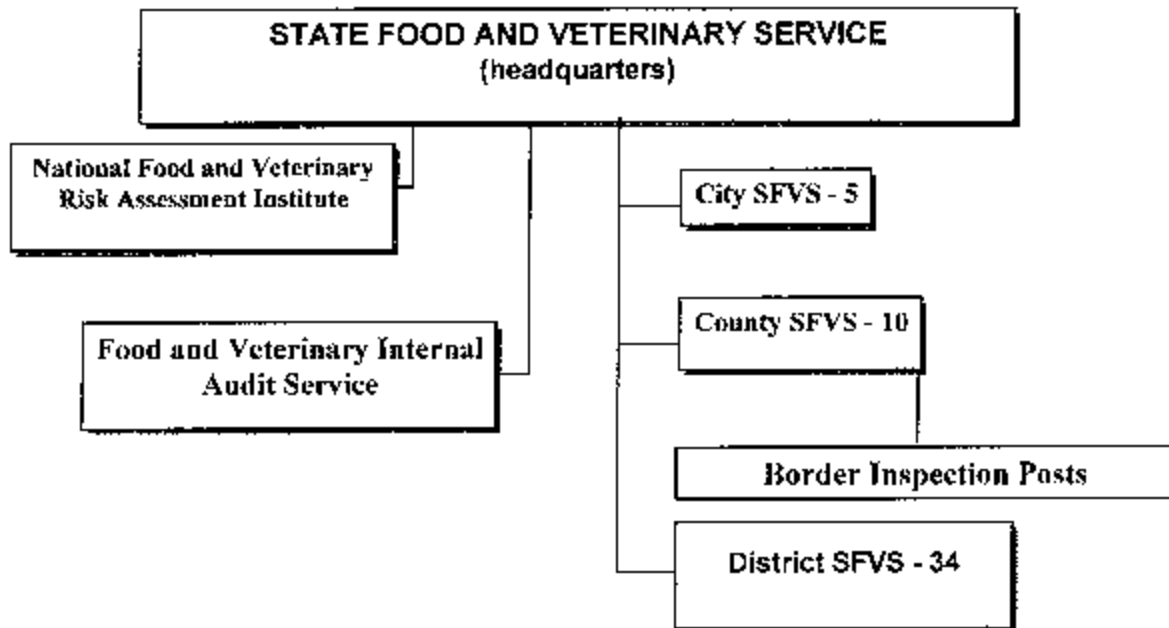 STATE FOOD AND VETERINARY SERVICE
(headquarters)
National Food and Veterinary
Risk Assessment Institute
City SFVS - 5
County SFVS - 10
Food and Veterinary Internal
Audit Service
Border Inspection Posts
District SFVS - 34